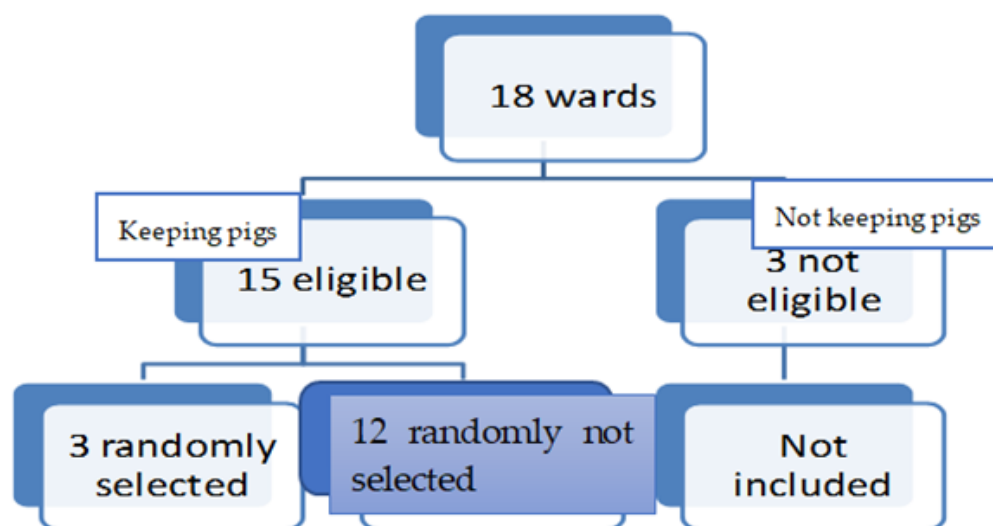 18 wards
Keeping pigs
Not keeping pigs
15 eligible
3 not
eligible
3 randomly
selected
12 randomly not
selected
Not
included